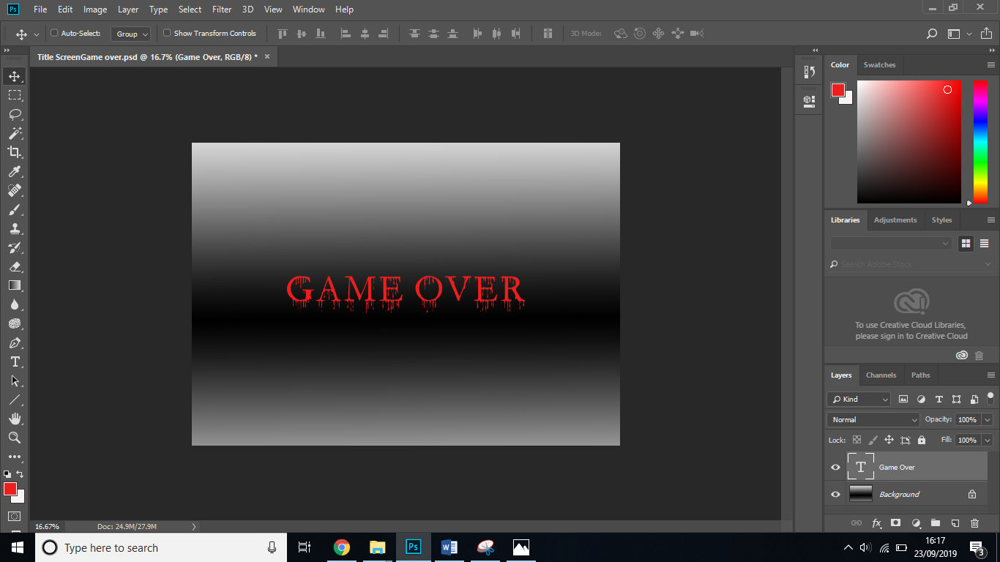 Ps File Edit Image Layer Type Select Filter 3D View Window Help
Auto-Select: Group Show Transform Controls 3D Mode:
Title ScreenGame over.psd @ 16.7% (Game Over, RGB/8) *
Color Swatches
GAME OVER
Libraries Adjustments Styles
Search Adobe Stock
To use Creative Cloud Libraries,
please sign in to Creative Cloud
Layers Channels Paths
Kind
Normal Opacity: 100%
Lock: Fill: 100%
T Game Over
Background
16.67% Doc: 24.9M/27.9M
Type here to search
Ps
W
16:17
23/09/2019
3